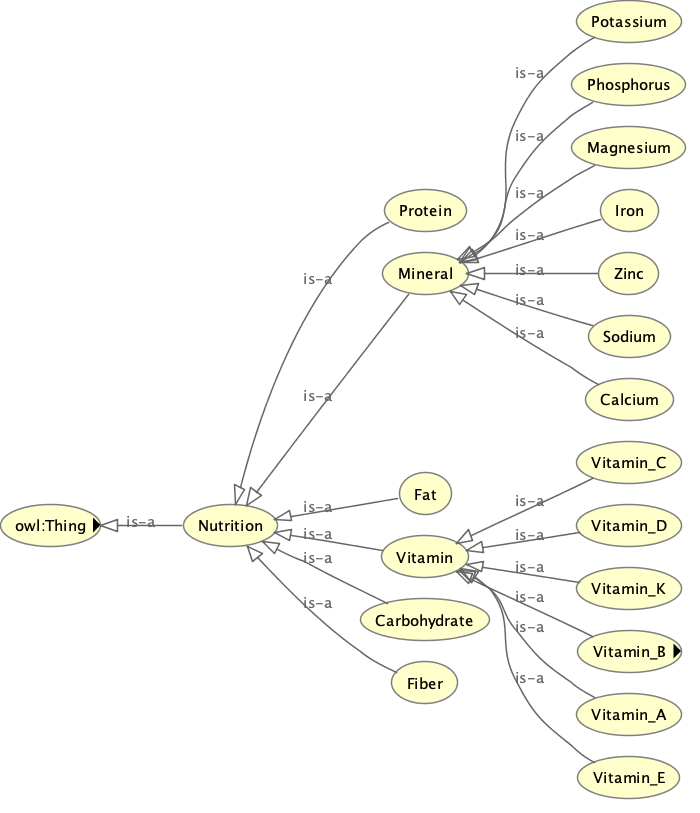 Potassium
is-a
Phosphorus
is-a
Magnesium
is-a
Protein
Iron
is-a
Mineral
is-a
Zinc
is-a
is-a
Sodium
is-a
is-a
Calcium
Vitamin_C
Fat
is-a
is-a
owl:Thing
is-a
Nutrition
is-a
Vitamin_D
is-a
Vitamin
is-a
is-a
Vitamin_K
is-a
is-a
Carbohydrate
is-a
Vitamin_B
Fiber
is-a
Vitamin_A
Vitamin_E